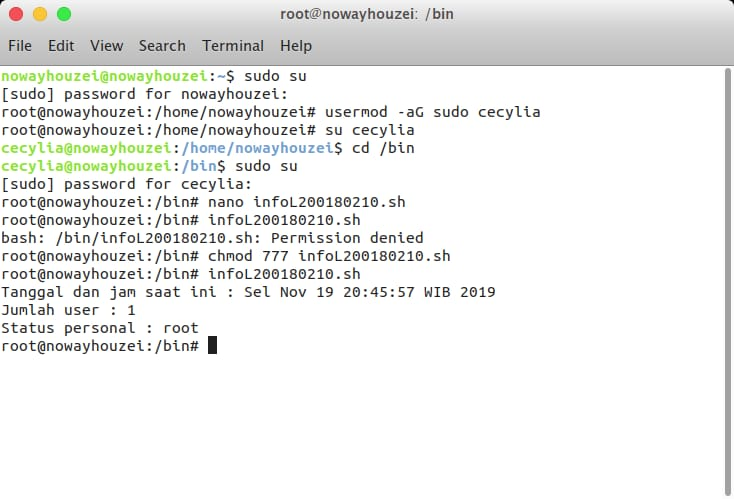 root@nowayhouzei: /bin
File Edit View Search Terminal Help
nowayhouzei@nowayhouzei:~$ sudo su
[sudo] password for nowayhouzei:
root@nowayhouzei:/home/nowayhouzei# usermod -aG sudo cecylia
root@nowayhouzei:/home/nowayhouzei# su cecylia
cecylia@nowayhouzei:/home/nowayhouzei$ cd /bin
cecylia@nowayhouzei:/bin$ sudo su
[sudo] password for cecylia:
root@nowayhouzei:/bin# nano infoL200180210.sh
root@nowayhouzei:/bin# infoL200180210.sh
bash: /bin/infoL200180210.sh: Permission denied
root@nowayhouzei:/bin# chmod 777 infoL200180210.sh
root@nowayhouzei:/bin# infoL200180210.sh
Tanggal dan jam saat ini : Sel Nov 19 20:45:57 WIB 2019
Jumlah user : 1
Status personal : root
root@nowayhouzei:/bin#